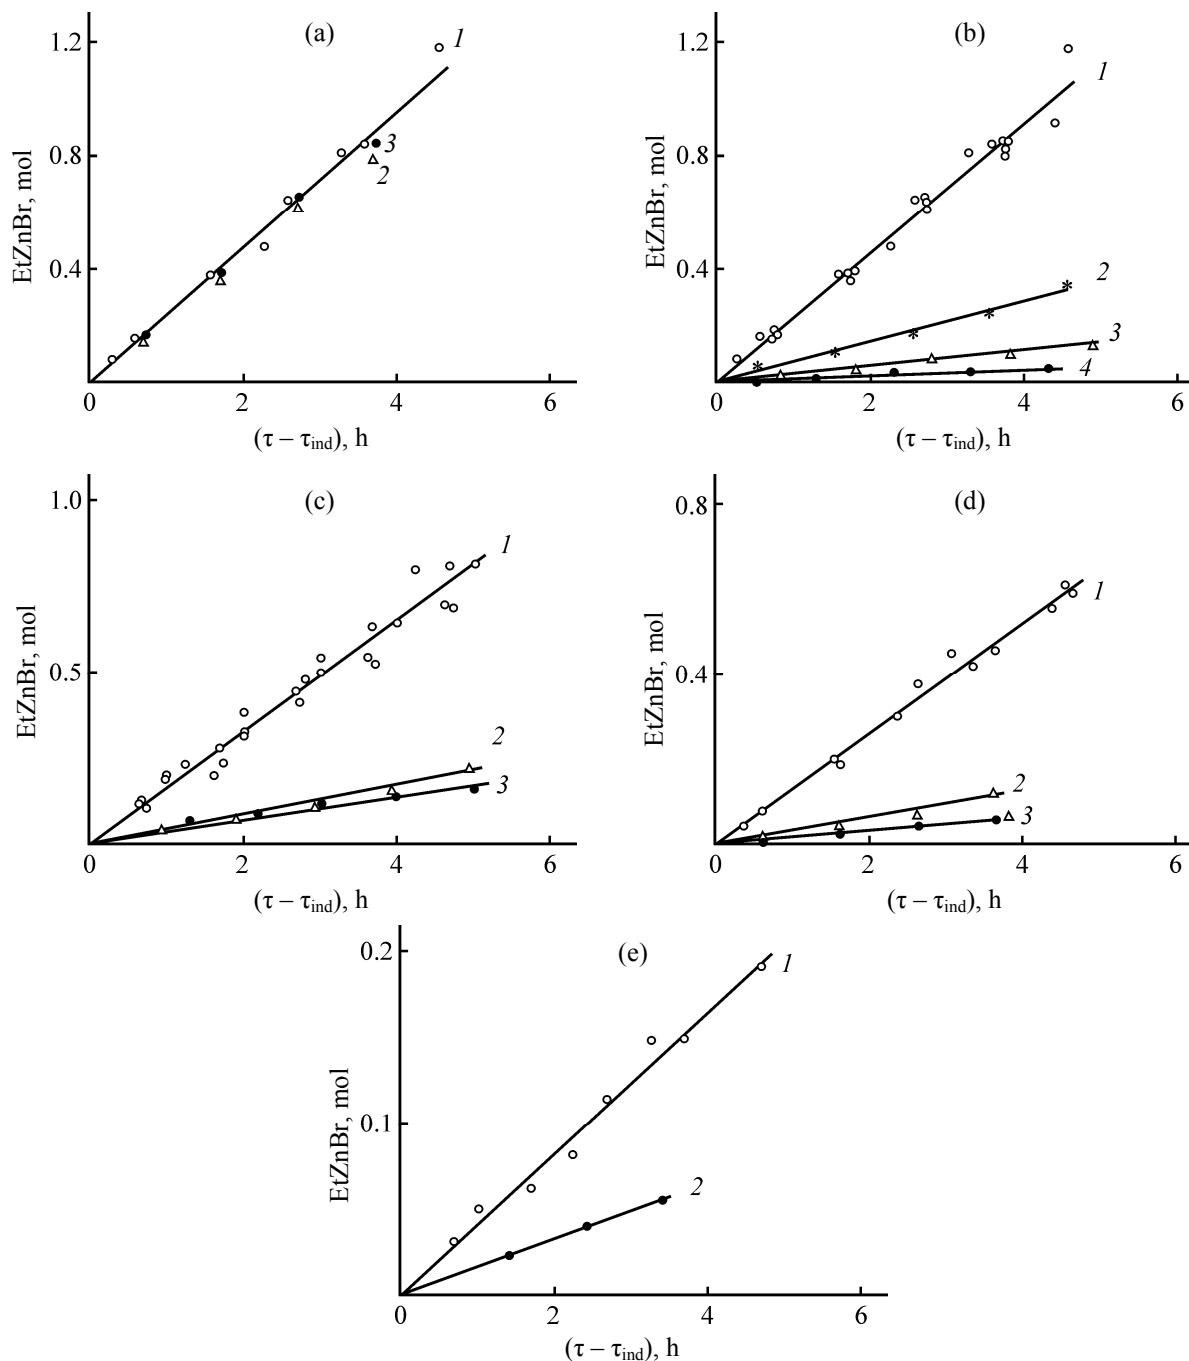 (a)
1.2
0.8
0.4
EtZnBr, mol
1
3
2
0 2 4 6
(τ – τind), h
(b)
1.2
0.8
0.4
EtZnBr, mol
1
2
3
4
0 2 4 6
(τ – τind), h
(c)
1.0
0.5
EtZnBr, mol
1
2
3
0 2 4 6
(τ – τind), h
(d)
0.8
0.4
EtZnBr, mol
1
2
3
0 2 4 6
(τ – τind), h
(e)
0.2
0.1
EtZnBr, mol
1
2
0 2 4 6
(τ – τind), h